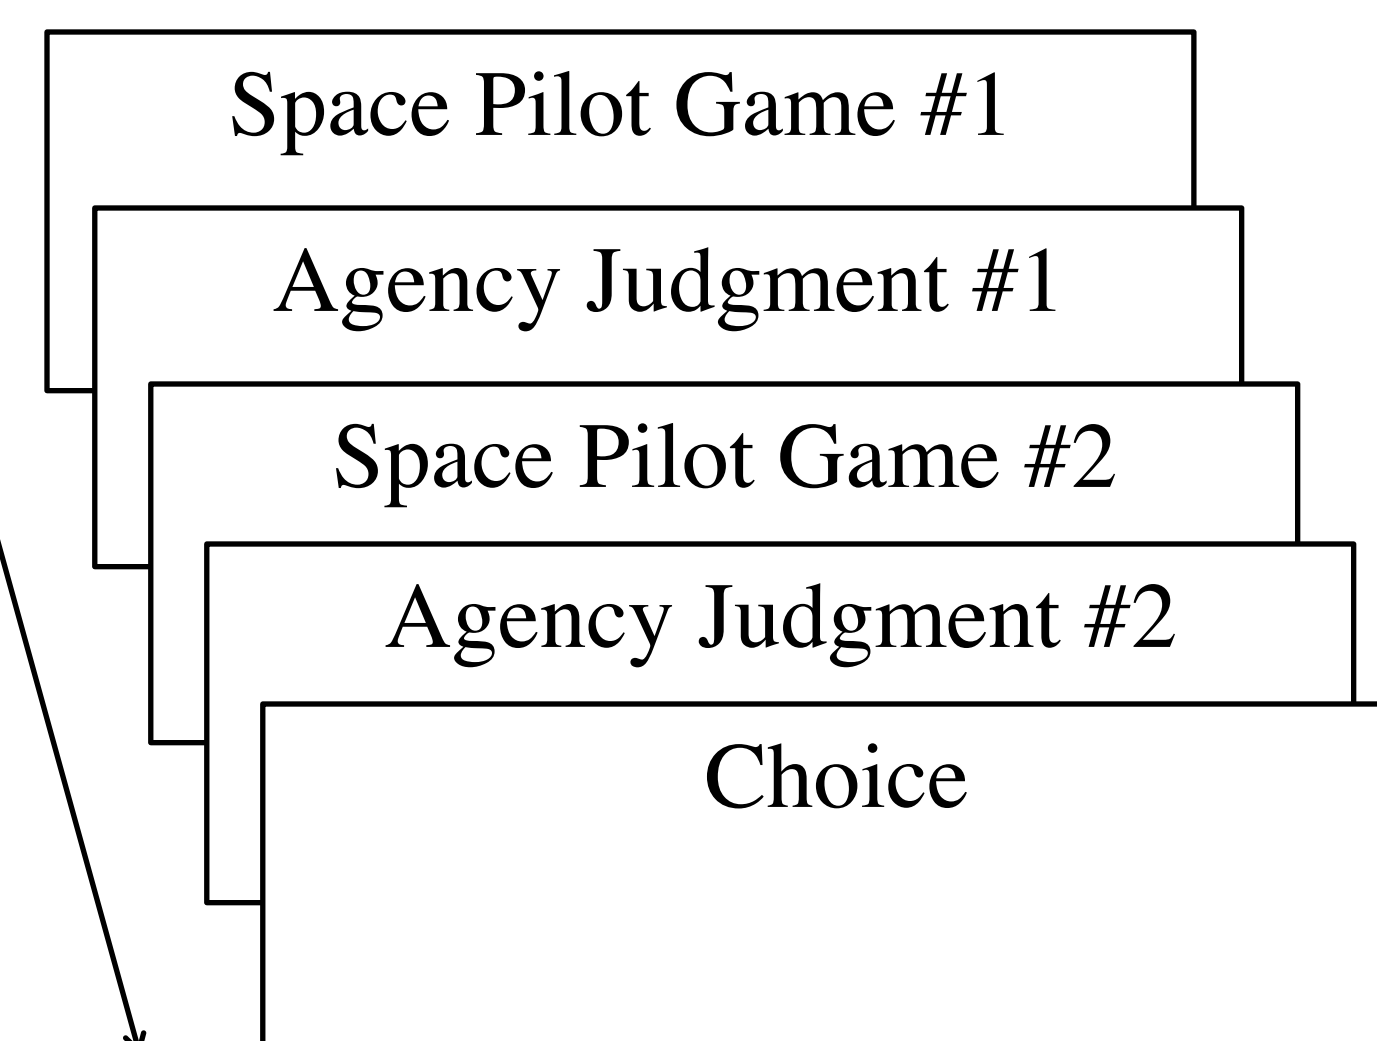 Space Pilot Game #1
Agency Judgment #1
Space Pilot Game #2
Agency Judgment #2
Choice